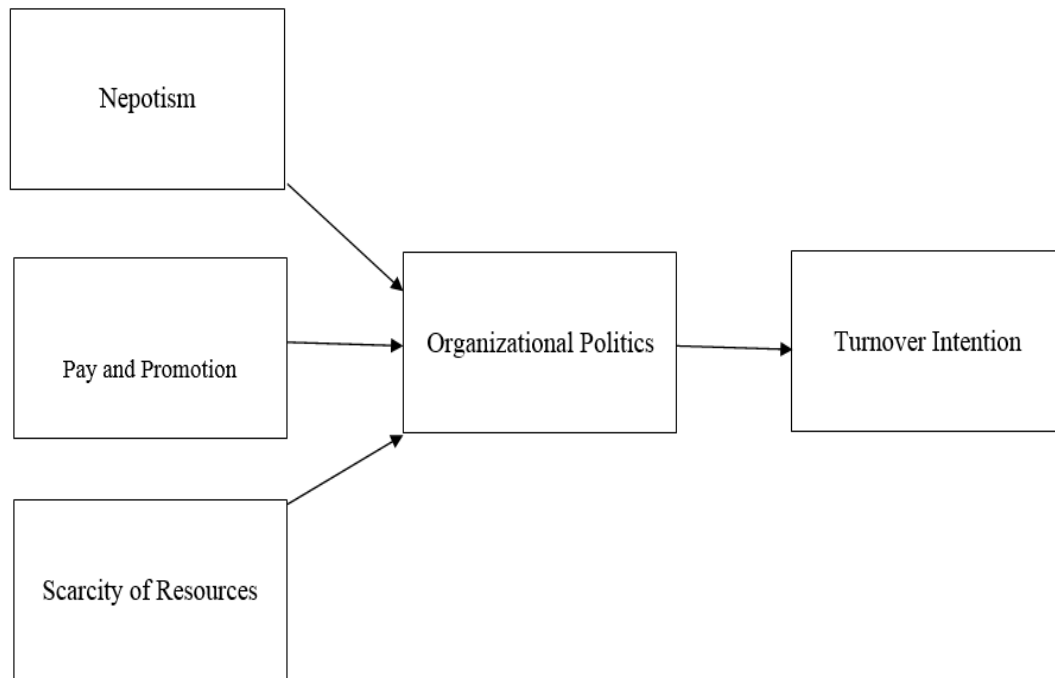 Nepotism
Pay and Promotion
Organizational Politics
Turnover Intention
Scarcity of Resources